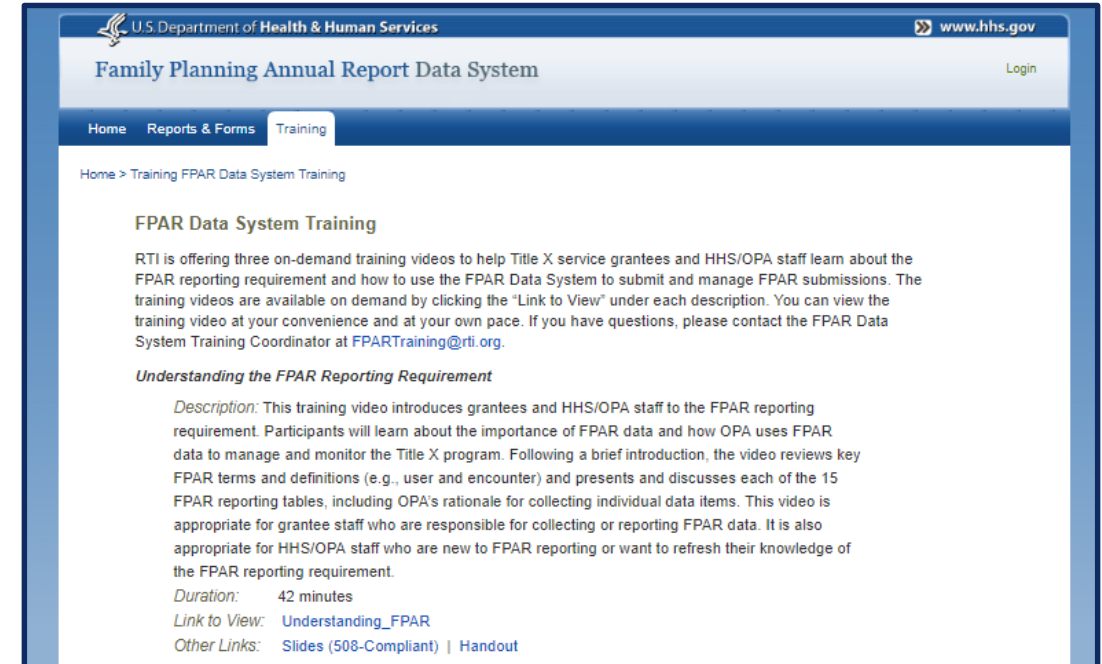 U.S. Department of Health & Human Services
www.hhs.gov
Family Planning Annual Report Data System
Login
Home Reports & Forms Training
Home > Training FPAR Data System Training
FPAR Data System Training
RTI is offering three on-demand training videos to help Title X service grantees and HHS/OPA staff learn about the
FPAR reporting requirement and how to use the FPAR Data System to submit and manage FPAR submissions. The
training videos are available on demand by clicking the “Link to View” under each description. You can view the
training video at your convenience and at your own pace. If you have questions, please contact the FPAR Data
System Training Coordinator at FPARTraining@rti.org.
Understanding the FPAR Reporting Requirement
Description: This training video introduces grantees and HHS/OPA staff to the FPAR reporting
requirement. Participants will learn about the importance of FPAR data and how OPA uses FPAR
data to manage and monitor the Title X program. Following a brief introduction, the video reviews key
FPAR terms and definitions (e.g., user and encounter) and presents and discusses each of the 15
FPAR reporting tables, including OPA's rationale for collecting individual data items. This video is
appropriate for grantee staff who are responsible for collecting or reporting FPAR data. It is also
appropriate for HHS/OPA staff who are new to FPAR reporting or want to refresh their knowledge of
the FPAR reporting requirement.
Duration: 42 minutes
Link to View: Understanding_FPAR
Other Links: Slides (508-Compliant) | Handout